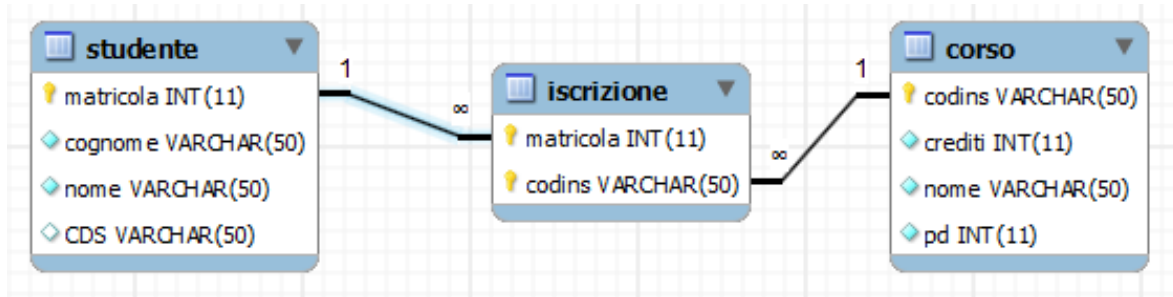 studente
matricola INT(11)
cognome VARCHAR(50)
nome VARCHAR(50)
CDS VARCHAR(50)
1
∞
iscrizione
matricola INT(11)
codins VARCHAR(50)
∞
1
corso
codins VARCHAR(50)
crediti INT(11)
nome VARCHAR(50)
pd INT(11)